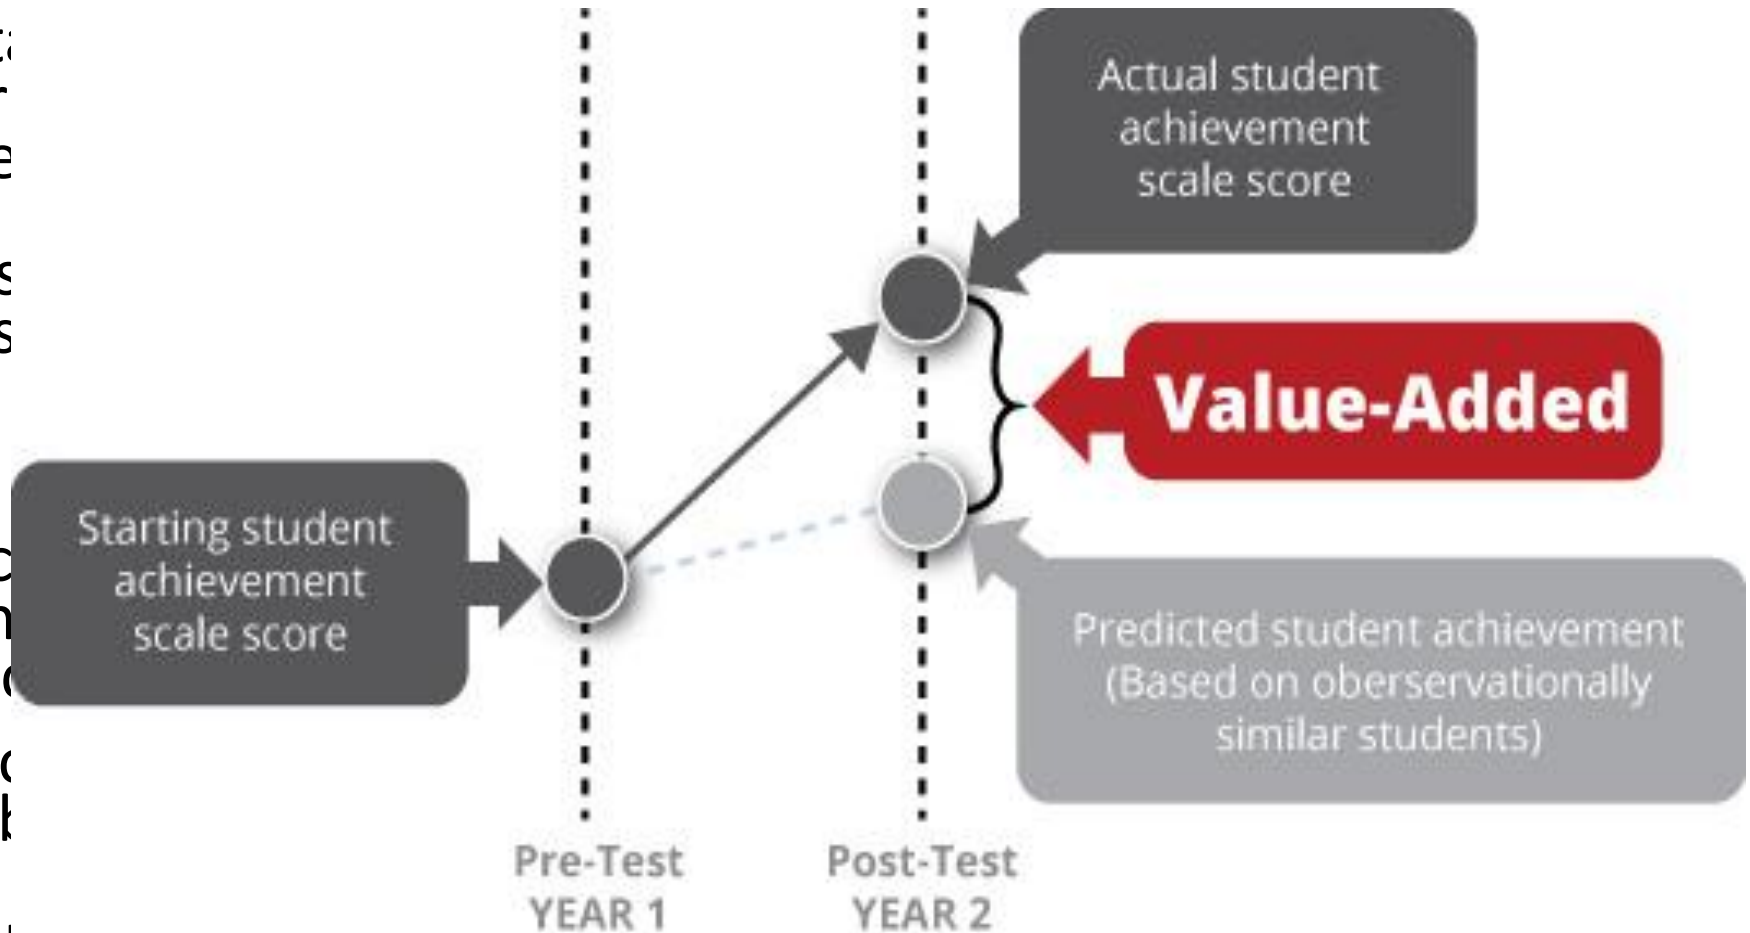 Actual student
achievement
scale score
Value-Added
Starting student
achievement
scale score
Predicted student achievement
(Based on oberservationally
similar students)
Pre-Test
YEAR 1
Post-Test
YEAR 2